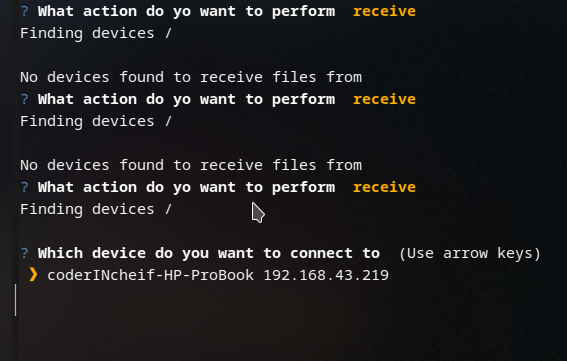 ? What action do yo want to perform  receive
Finding devices /
No devices found to receive files from
? What action do yo want to perform  receive
Finding devices /
No devices found to receive files from
? What action do yo want to perform  receive
Finding devices /
? Which device do you want to connect to  (Use arrow keys)
❯ coderINcheif-HP-ProBook 192.168.43.219